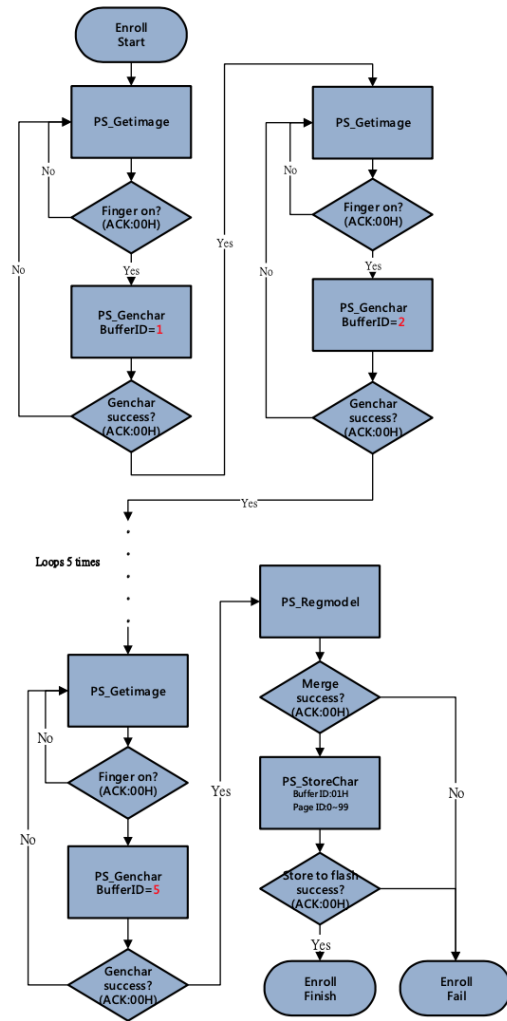 Enroll
Start
PS_Getimage
No
Finger on?
(ACK:00H)
Yes
No
PS_Genchar
BufferID=1
Genchar
success?
(ACK:00H)
Yes
PS_Getimage
No
Finger on?
(ACK:00H)
Yes
No
PS_Genchar
BufferID=2
Genchar
success?
(ACK:00H)
Yes
Loops 5 times
PS_Getimage
No
Finger on?
(ACK:00H)
No
PS_Genchar
BufferID=5
Genchar
success?
(ACK:00H)
Yes
PS_Regmodel
Merge
success?
(ACK:00H)
No
PS_StoreChar
Buffer ID:01H
Page ID:0~99
Store to flash
success?
(ACK:00H)
Yes
Enroll
Finish
Enroll
Fail